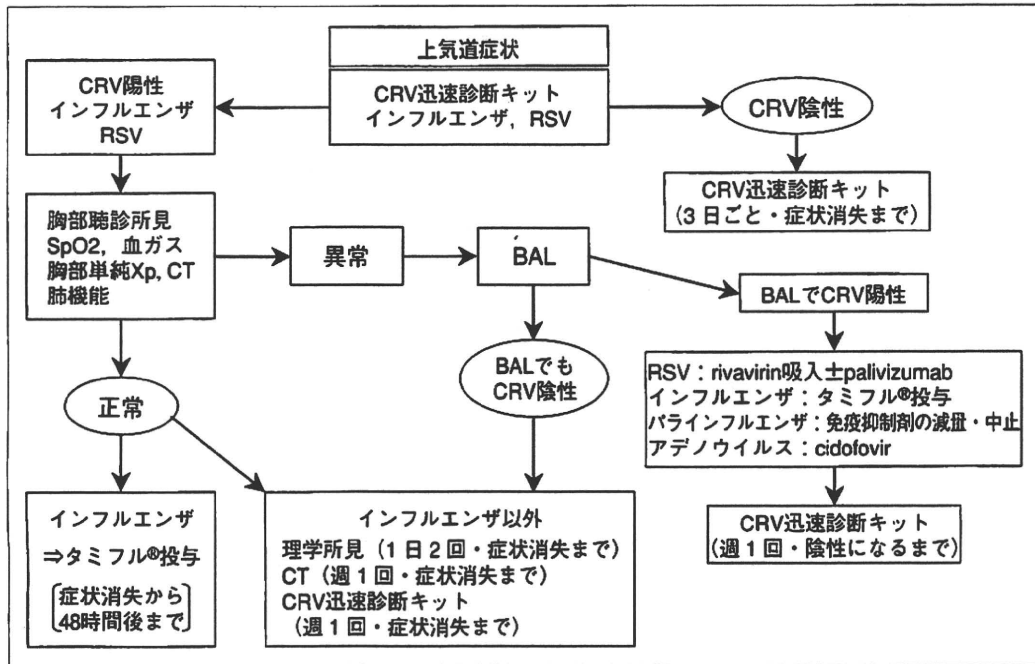 上気道症状
CRV迅速診断キット
インフルエンザ, RSV
CRV陽性
インフルエンザ
RSV
CRV陰性
CRV迅速診断キット
(3日ごと・症状消失まで)
胸部聴診所見
SpO2, 血ガス
胸部単純Xp, CT
肺機能
異常
BAL
BALでCRV陽性
BALでも
CRV陰性
正常
RSV:rivavirin吸入±palivizumab
インフルエンザ:タミフル®投与
パラインフルエンザ:免疫抑制剤の減量・中止
アデノウイルス:cidofovir
CRV迅速診断キット
(週1回・陰性になるまで)
インフルエンザ
⇒タミフル®投与
[症状消失から
48時間後まで]
インフルエンザ以外
理学所見(1日2回・症状消失まで)
CT(週1回・症状消失まで)
CRV迅速診断キット
(週1回・症状消失まで)